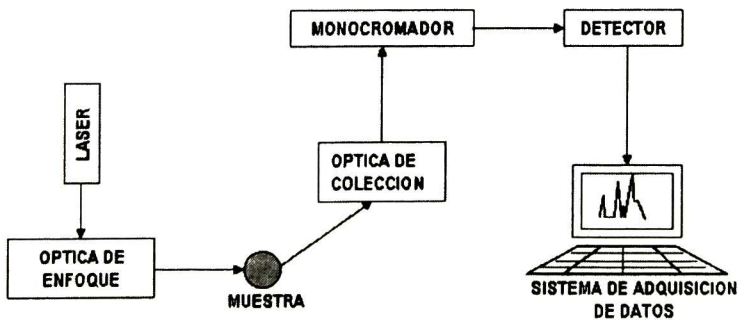 MONOCROMADOR
DETECTOR
LASER
OPTICA DE
COLECCION
OPTICA DE
ENFOQUE
MUESTRA
SISTEMA DE ADQUISICION
DE DATOS